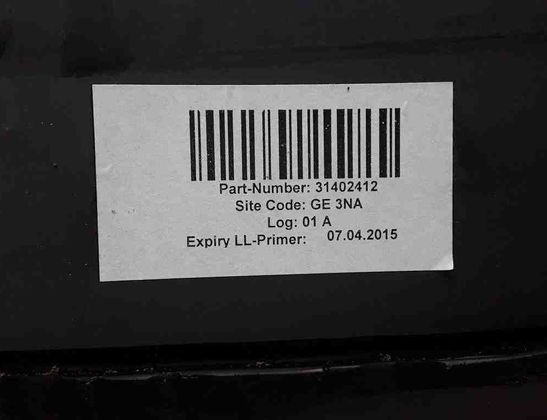 Part-Number: 31402412
Site Code: GE 3NA
Log: 01 A
Expiry LL-Primer: 07.04.2015